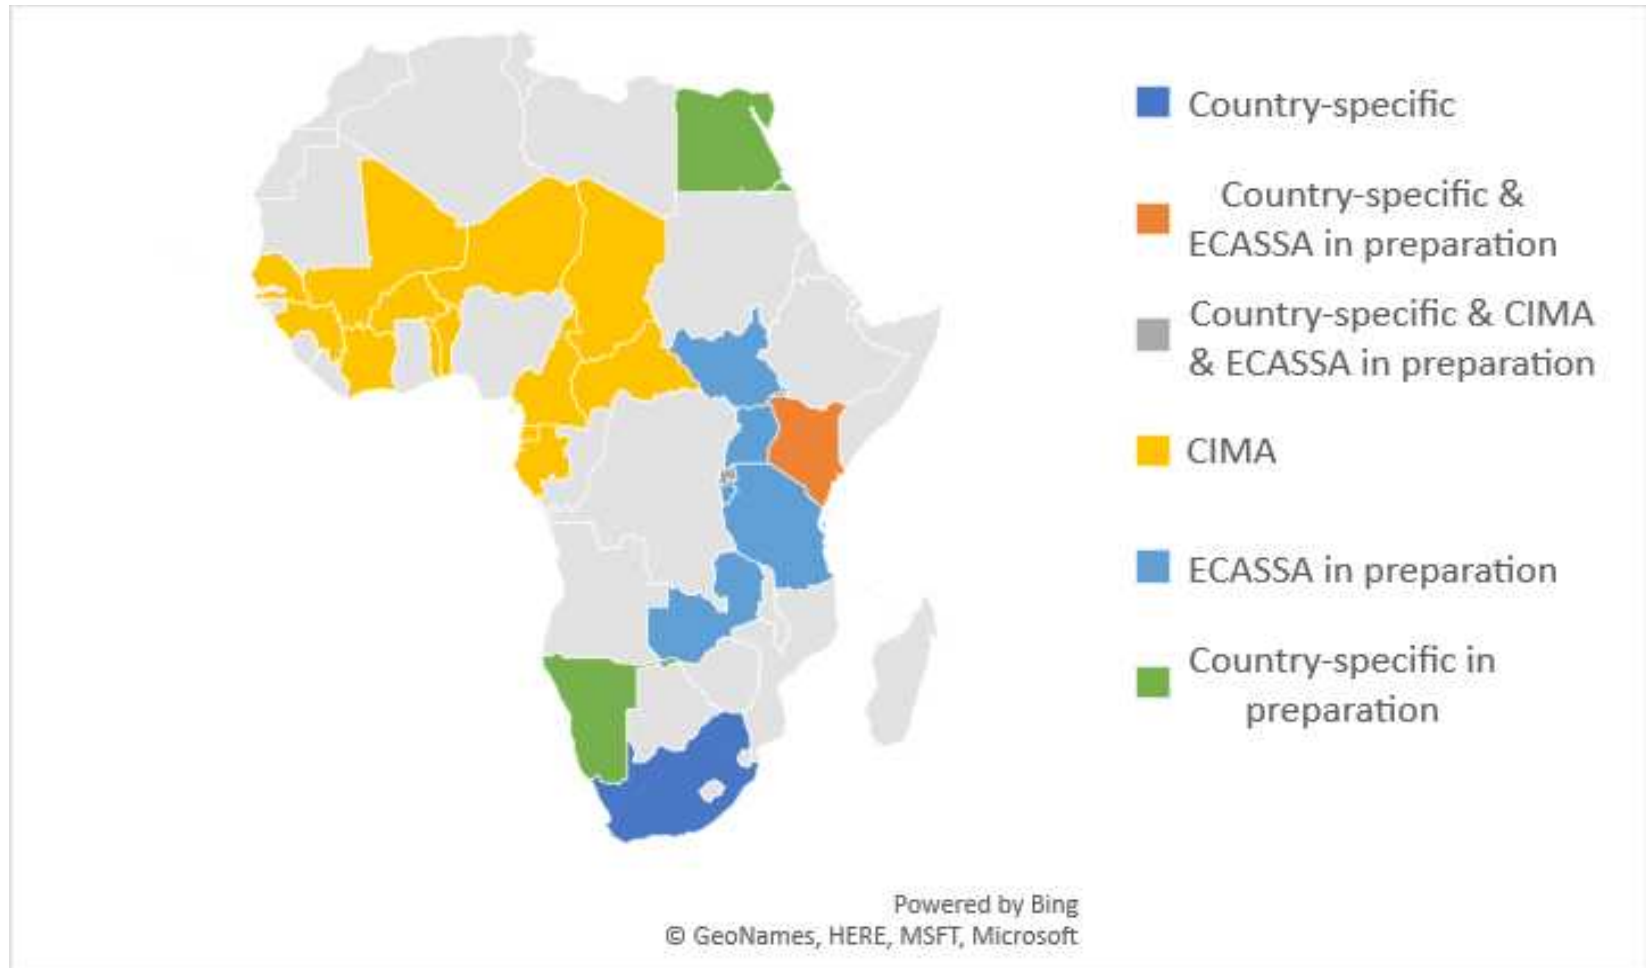 Country-specific
Country-specific &
ECASSA in preparation
Country-specific & CIMA
& ECASSA in preparation
CIMA
ECASSA in preparation
Country-specific in
preparation
Powered by Bing
© GeoNames, HERE, MSFT, Microsoft